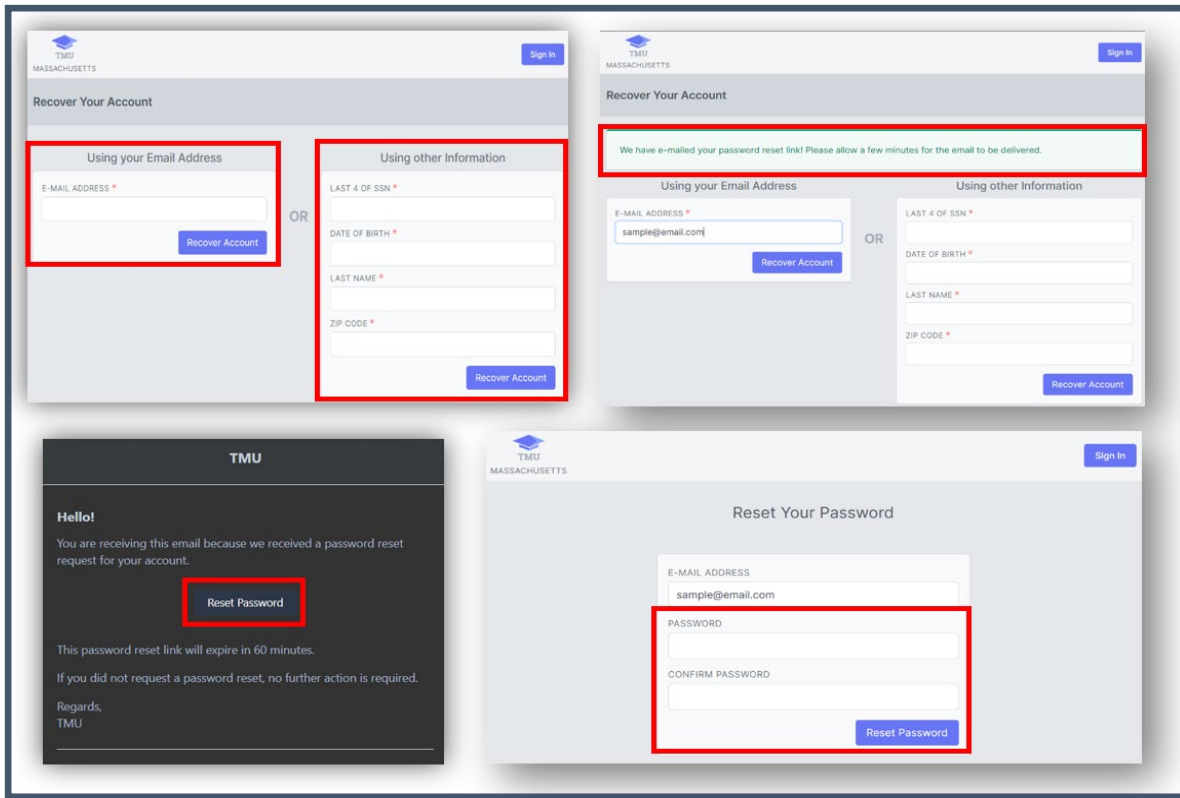 TMU
MASSACHUSETTS
Sign In
Recover Your Account
Using your Email Address
E-MAIL ADDRESS *
Recover Account
OR
Using other Information
LAST 4 OF SSN *
DATE OF BIRTH *
LAST NAME *
ZIP CODE *
Recover Account
TMU
MASSACHUSETTS
Sign In
Recover Your Account
We have e-mailed your password reset link! Please allow a few minutes for the email to be delivered.
Using your Email Address
E-MAIL ADDRESS *
sample@email.com
Recover Account
OR
Using other Information
LAST 4 OF SSN *
DATE OF BIRTH *
LAST NAME *
ZIP CODE *
Recover Account
TMU
Hello!
You are receiving this email because we received a password reset
request for your account.
Reset Password
This password reset link will expire in 60 minutes.
If you did not request a password reset, no further action is required.
Regards,
TMU
TMU
MASSACHUSETTS
Sign In
Reset Your Password
E-MAIL ADDRESS
sample@email.com
PASSWORD
CONFIRM PASSWORD
Reset Password